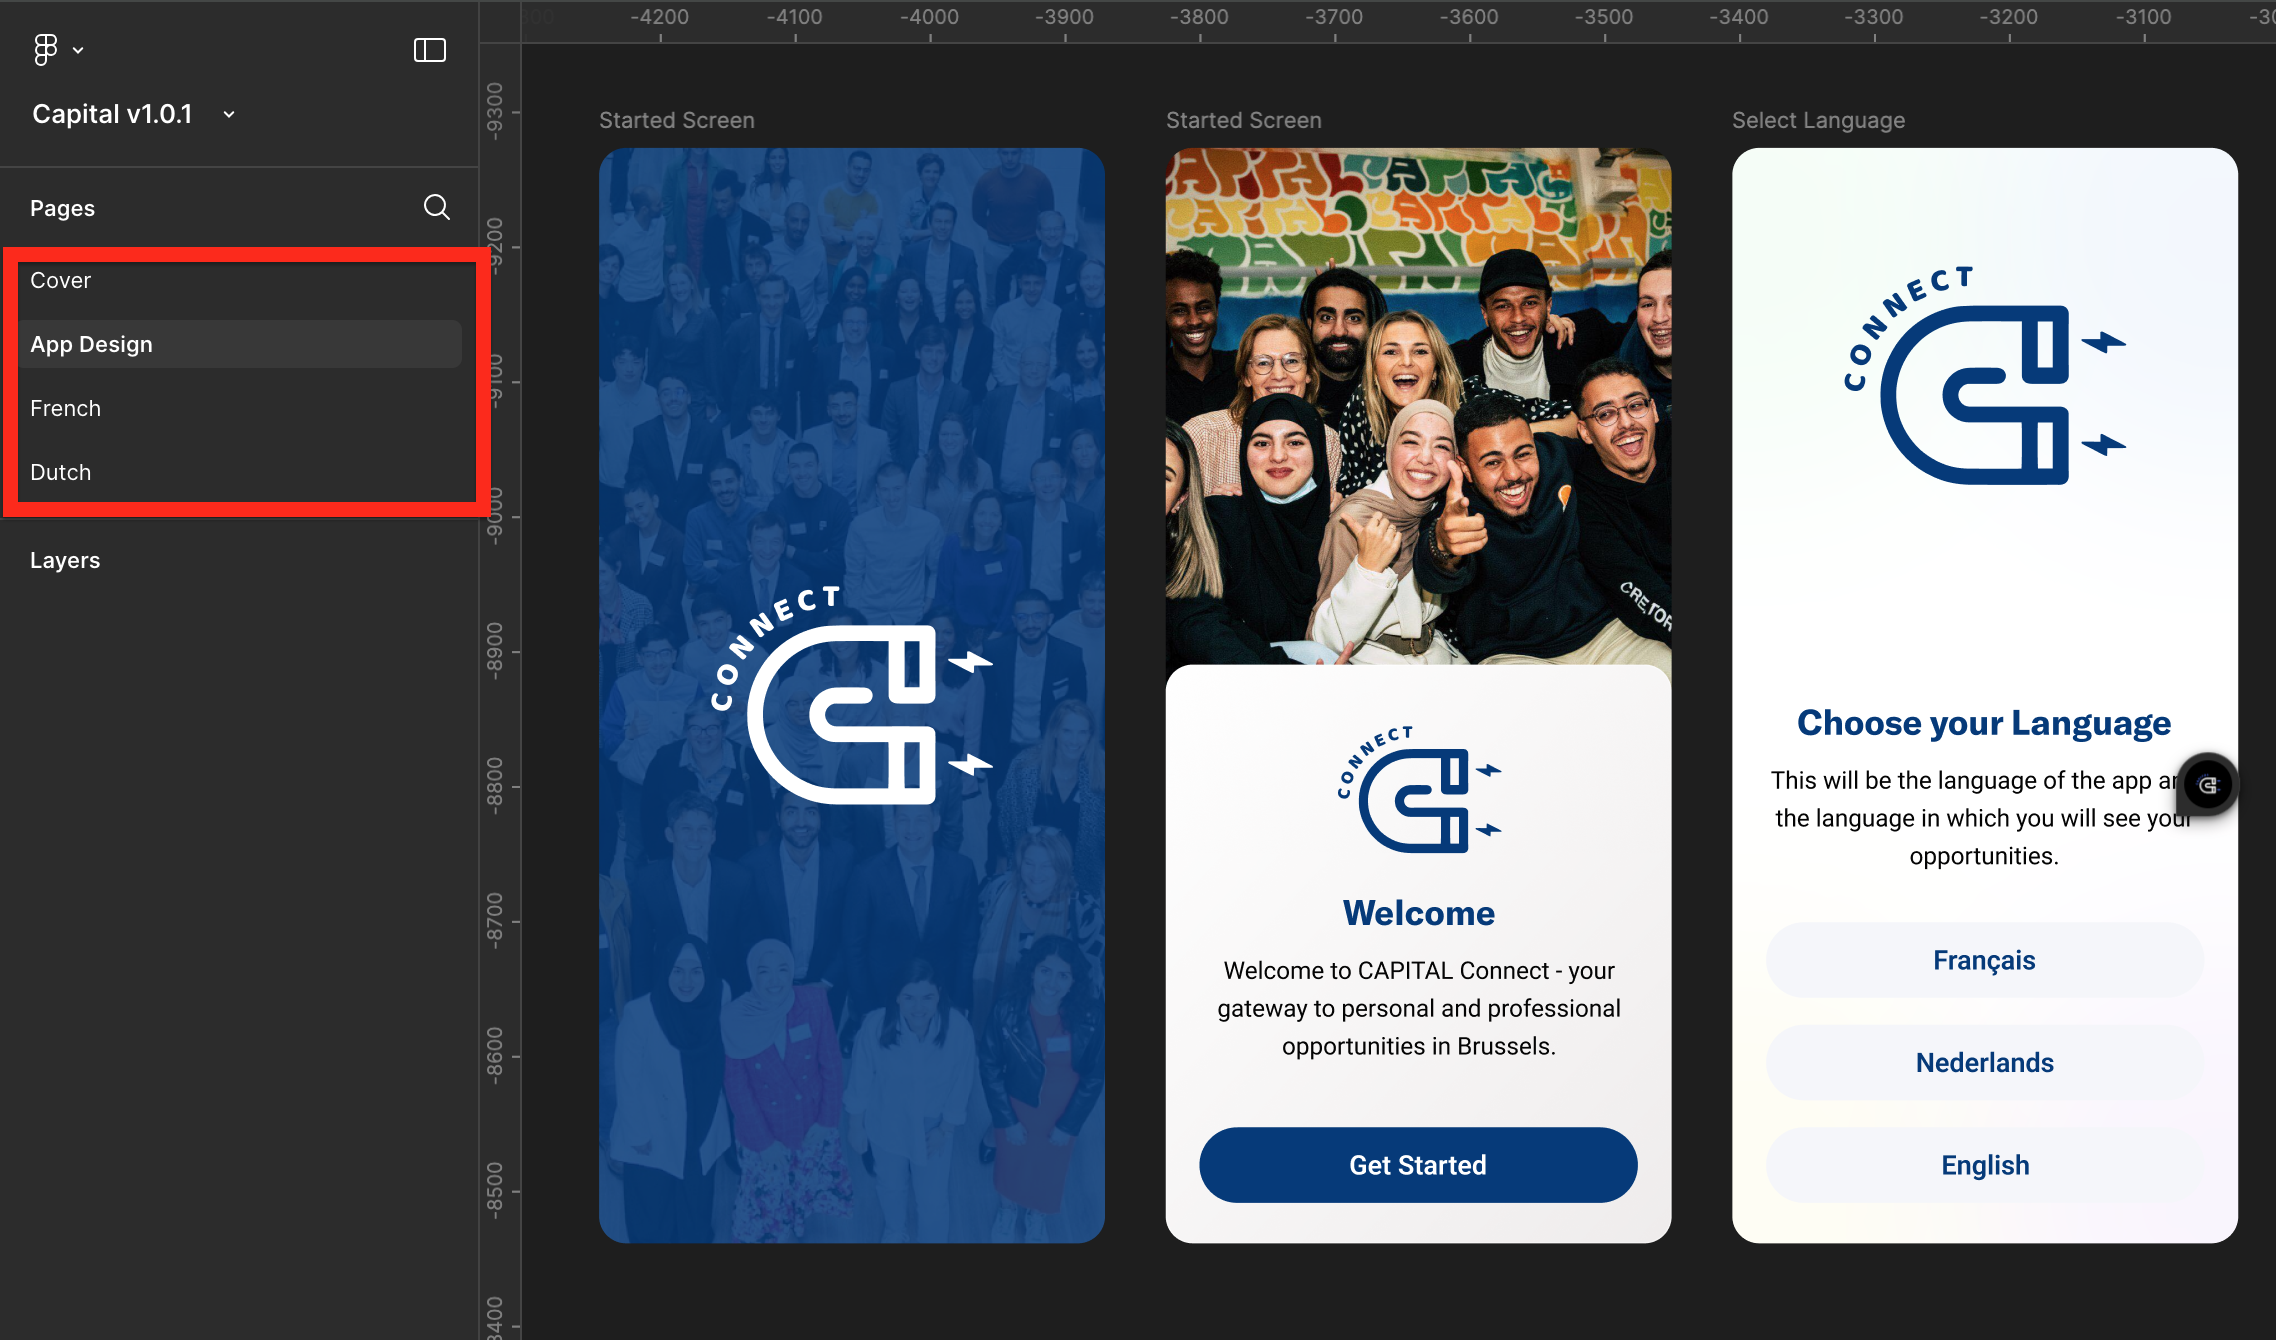 Capital v1.0.1
Pages
Cover
App Design
French
Dutch
Layers
-4200
-4100
-4000
-3900
-3800
-3700
-3600
-3500
-3400
-3300
-3200
-3100
-9300
-9200
-9100
-9000
-8900
-8800
-8700
-8600
-8500
Started Screen
CONNECT
Started Screen
CAPITAL
CONNECT
Welcome
Welcome to CAPITAL Connect - your
gateway to personal and professional
opportunities in Brussels.
Get Started
Select Language
CONNECT
Choose your Language
This will be the language of the app
the language in which you will see your
opportunities.
Français
Nederlands
English